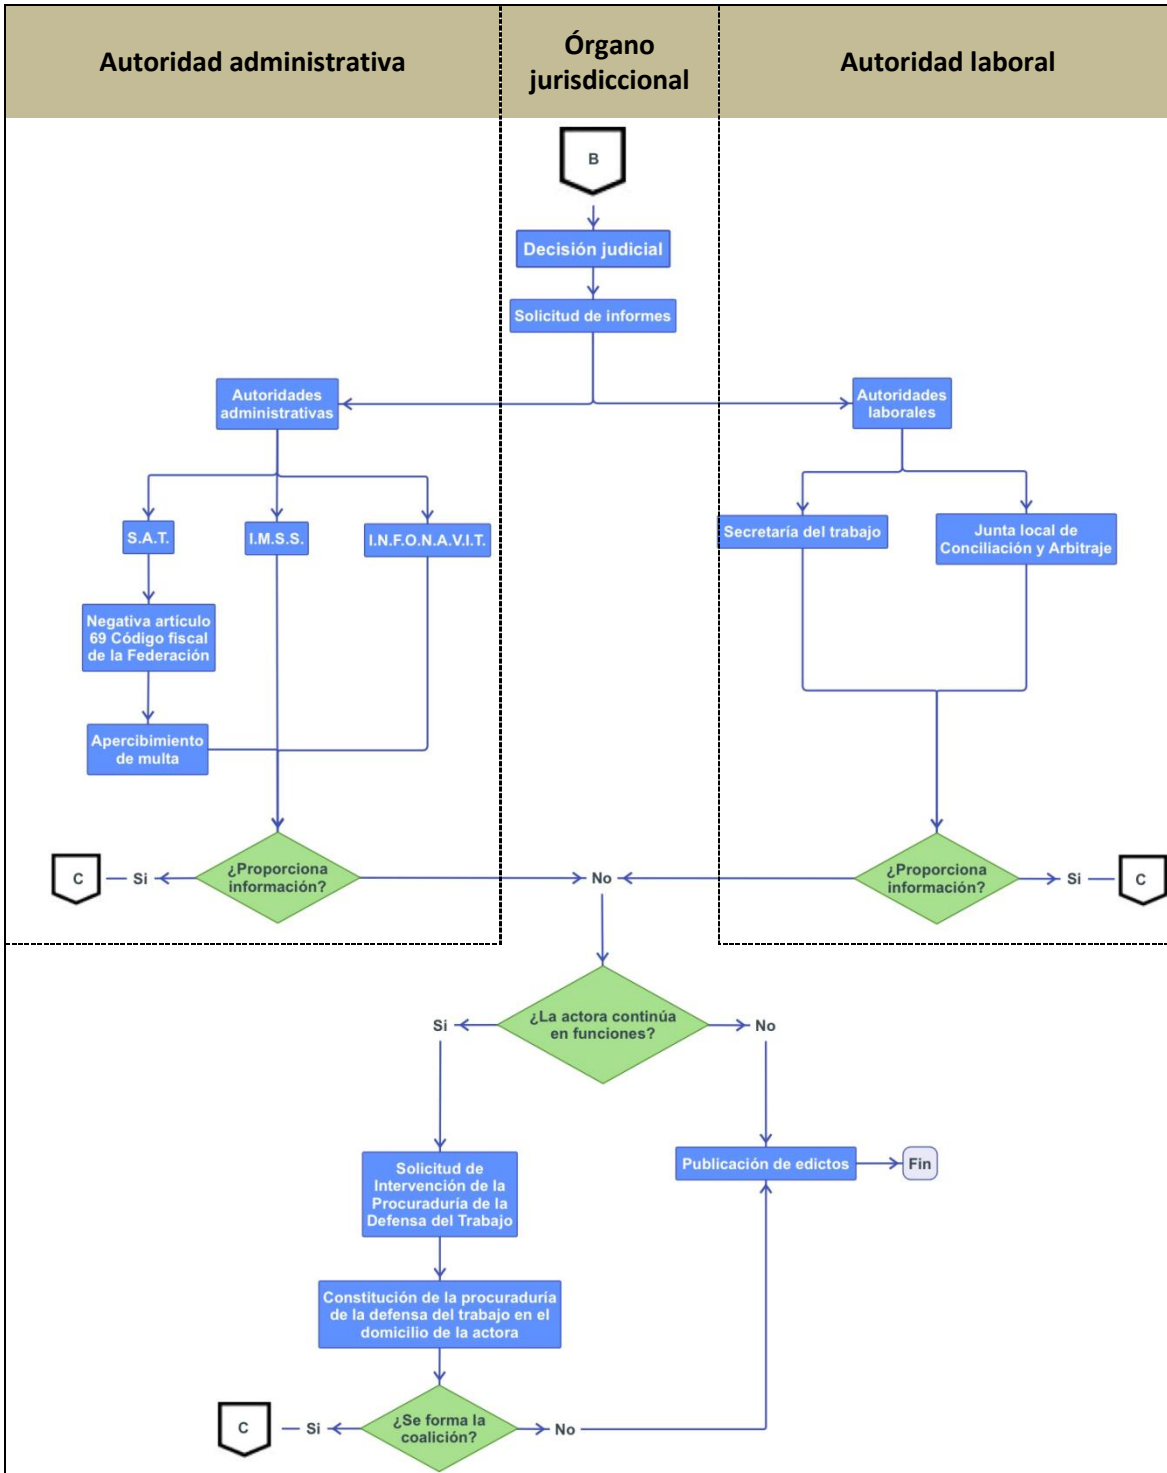 Autoridad administrativa
Órgano
jurisdiccional
Autoridad laboral
B
Decisión judicial
Solicitud de informes
Autoridades
administrativas
Autoridades
laborales
S.A.T.
I.M.S.S.
I.N.F.O.N.A.V.I.T.
Secretaría del trabajo
Junta local de
Conciliación y Arbitraje
Negativa artículo
69 Código fiscal
de la Federación
Apercibimiento
de multa
C
Si
¿Proporciona
información?
No
¿Proporciona
información?
Si
C
Si
¿La actora continúa
en funciones?
No
Solicitud de
Intervención de la
Procuraduría de la
Defensa del Trabajo
Publicación de edictos
Fin
Constitución de la procuraduría
de la defensa del trabajo en el
domicilio de la actora
C
Si
¿Se forma la
coalición?
No